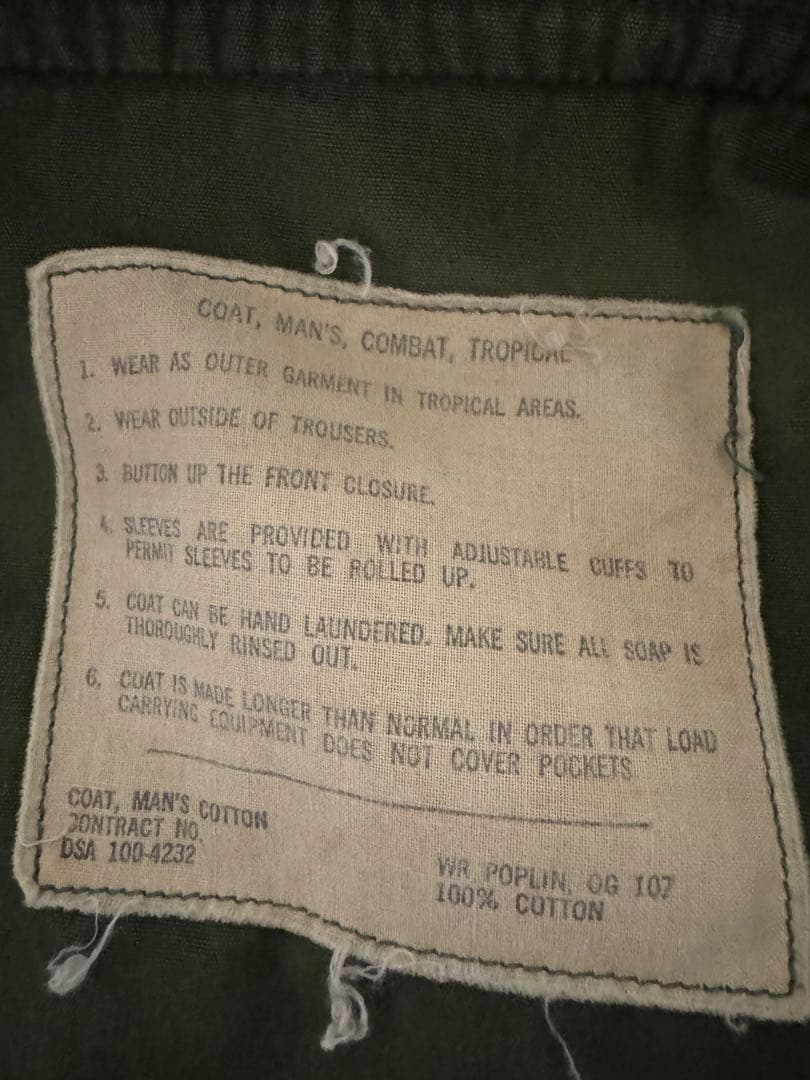 COAT, MAN'S, COMBAT, TROPICAL
1. WEAR AS OUTER GARMENT IN TROPICAL AREAS.
2. WEAR OUTSIDE OF TROUSERS.
3. BUTTON UP THE FRONT CLOSURE.
4. SLEEVES ARE PROVIDED WITH ADJUSTABLE CUFFS TO
PERMIT SLEEVES TO BE ROLLED UP.
5. COAT CAN BE HAND LAUNDERED. MAKE SURE ALL SOAP IS
THOROUGHLY RINSED OUT.
6. COAT IS MADE LONGER THAN NORMAL IN ORDER THAT LOAD
CARRYING EQUIPMENT DOES NOT COVER POCKETS
COAT, MAN'S COTTON
CONTRACT NO.
DSA 100-4232
WR POPLIN, OG 107
100% COTTON